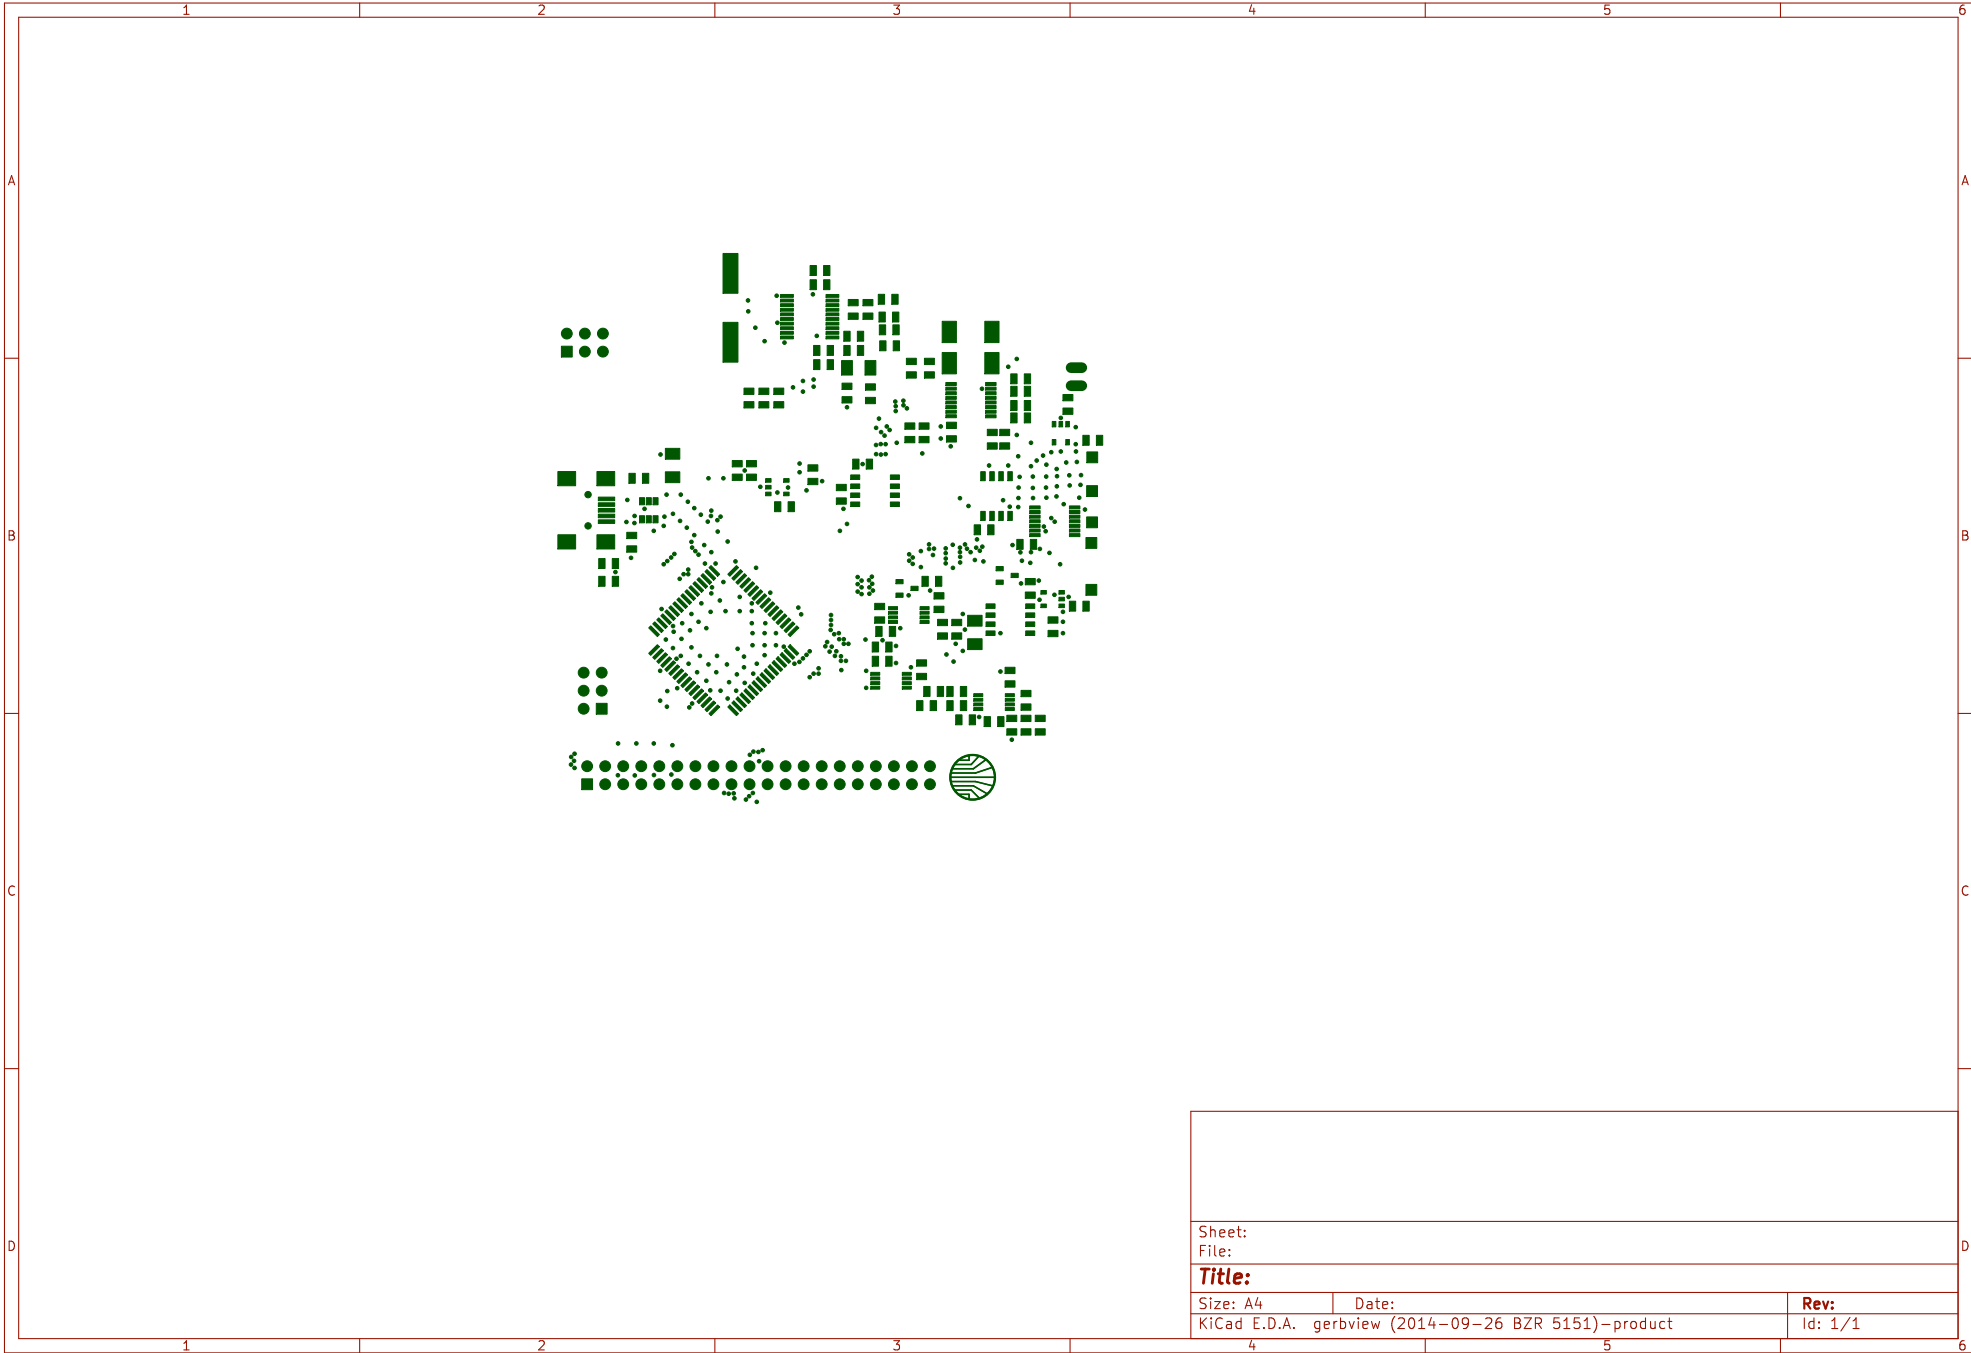 1 2 3 4 5 6
A A
B B
C C
D D
Sheet:
File:
Title:
Size: A4 Date: Rev:
KiCad E.D.A. gerbview (2014-09-26 BZR 5151)-product Id: 1/1
1 2 3 4 5 6